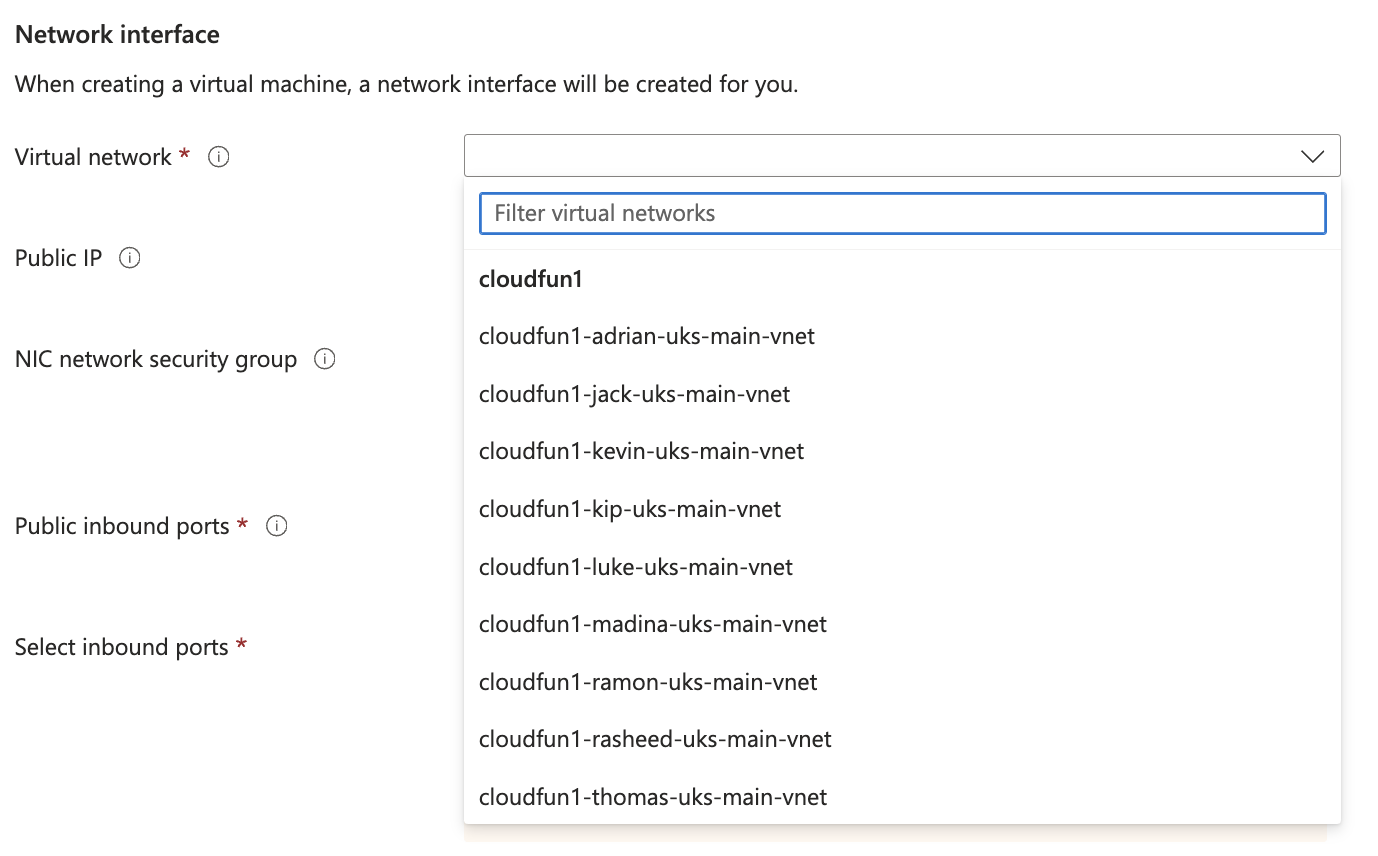 Network interface
When creating a virtual machine, a network interface will be created for you.
Virtual network *
Filter virtual networks
Public IP
cloudfun1
cloudfun1-adrian-uks-main-vnet
NIC network security group
cloudfun1-jack-uks-main-vnet
cloudfun1-kevin-uks-main-vnet
cloudfun1-kip-uks-main-vnet
Public inbound ports *
cloudfun1-luke-uks-main-vnet
cloudfun1-madina-uks-main-vnet
Select inbound ports *
cloudfun1-ramon-uks-main-vnet
cloudfun1-rasheed-uks-main-vnet
cloudfun1-thomas-uks-main-vnet